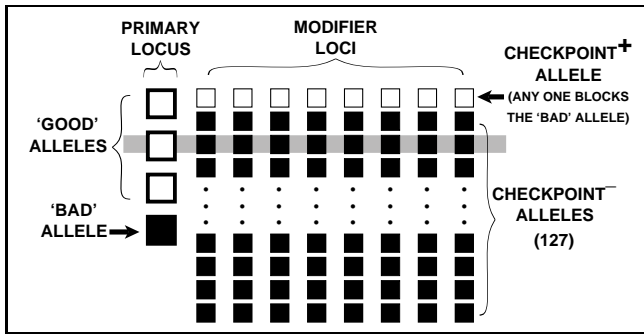 PRIMARY
LOCUS
MODIFIER
LOCI
CHECKPOINT+
ALLELE
(ANY ONE BLOCKS
THE 'BAD' ALLELE)
'GOOD'
ALLELES
'BAD'
ALLELE
CHECKPOINT–
ALLELES
(127)